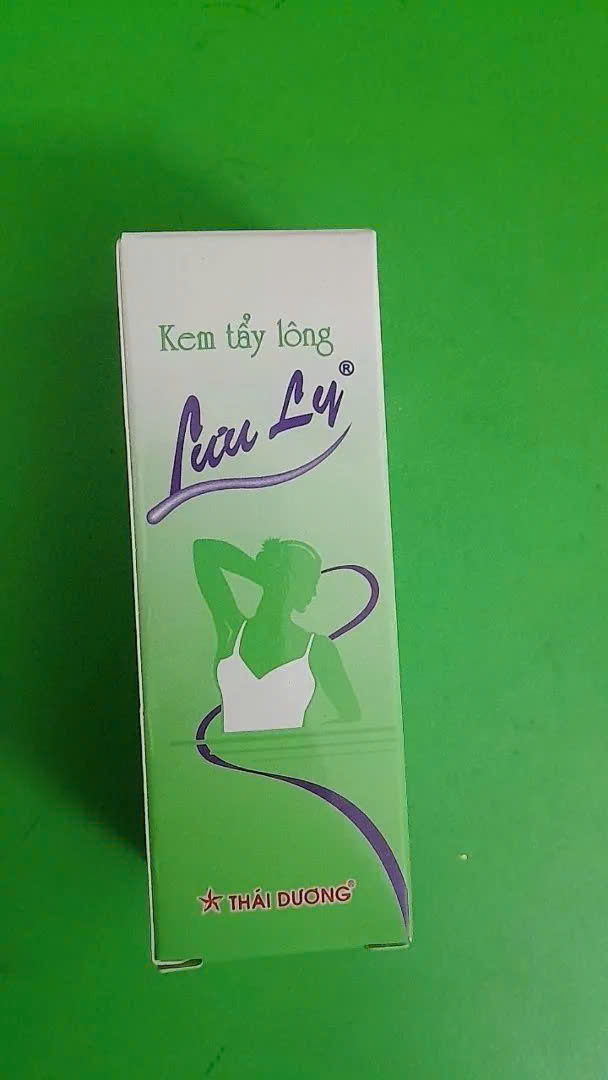 Kem tẩy lông
Lưu Ly®
THÁI DƯƠNG®